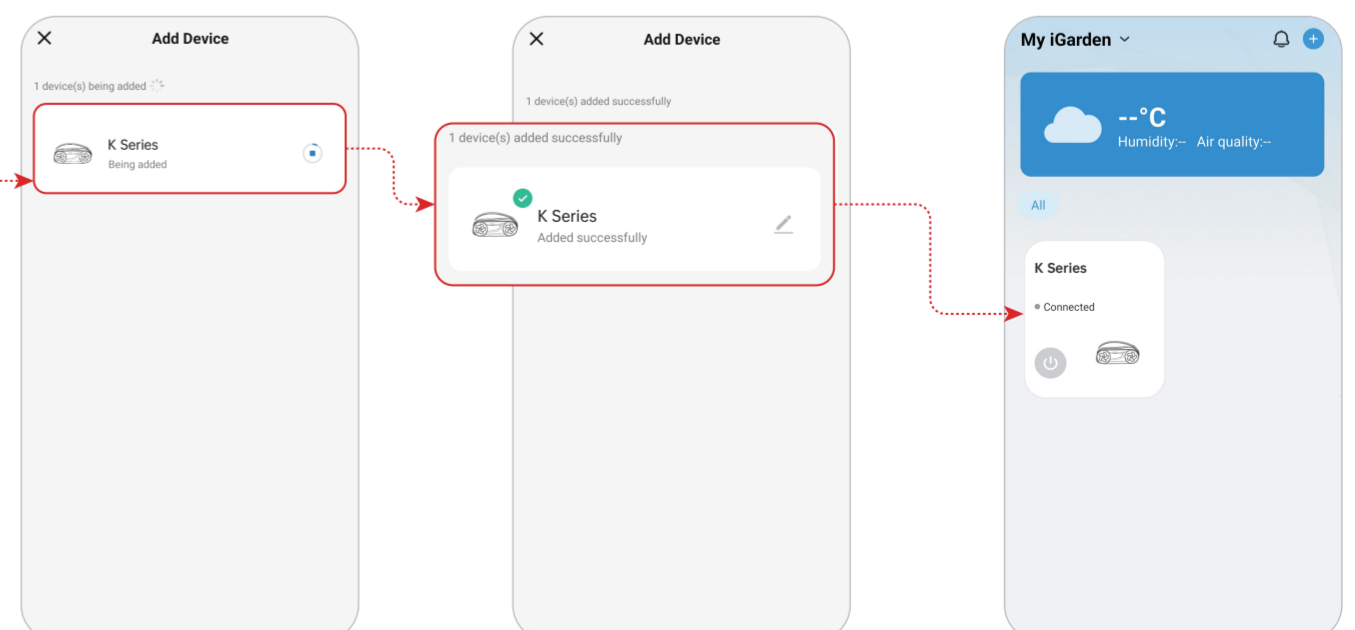 Add Device
1 device(s) being added
K Series
Being added
Add Device
1 device(s) added successfully
1 device(s) added successfully
K Series
Added successfully
My iGarden
--°C
Humidity:-- Air quality:--
All
K Series
Connected